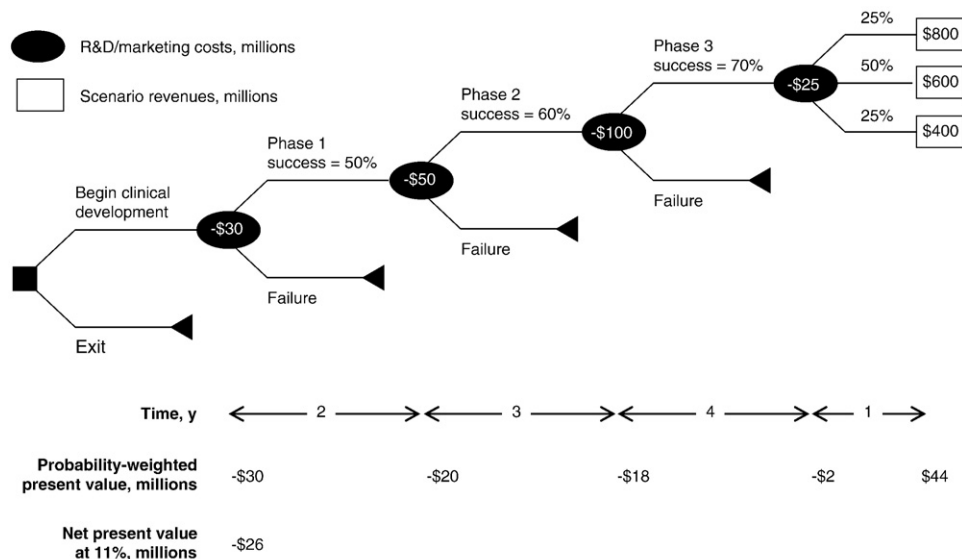 R&D/marketing costs, millions
Scenario revenues, millions
25%
$800
Phase 3
success = 70%
-$25
50%
$600
Phase 2
success = 60%
-$100
25%
$400
Phase 1
success = 50%
-$50
Failure
Begin clinical
development
-$30
Failure
Failure
Exit
Time, y
2
3
4
1
Probability-weighted
present value, millions
-$30
-$20
-$18
-$2
$44
Net present value
at 11%, millions
-$26